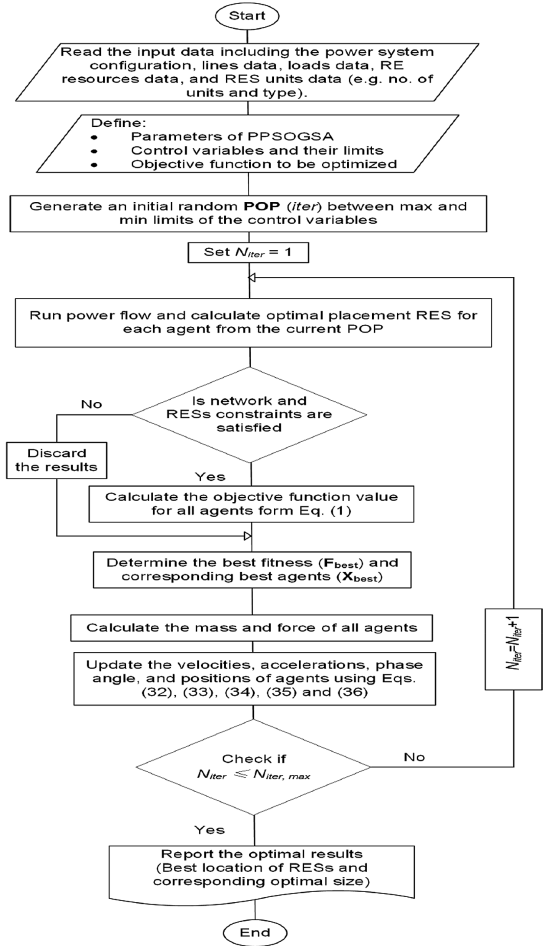 Start
Read the input data including the power system
configuration, lines data, loads data, RE
resources data, and RES units data (e.g. no. of
units and type).
Define:
• Parameters of PPSOGSA
• Control variables and their limits
• Objective function to be optimized
Generate an initial random POP (iter) between max and
min limits of the control variables
Set Niter = 1
Run power flow and calculate optimal placement RES for
each agent from the current POP
Is network and
RESs constraints are
satisfied
No
Discard
the results
Yes
Calculate the objective function value
for all agents form Eq. (1)
Determine the best fitness (Fbest) and
corresponding best agents (Xbest)
Calculate the mass and force of all agents
Update the velocities, accelerations, phase
angle, and positions of agents using Eqs.
(32), (33), (34), (35) and (36)
Niter=Niter+1
Check if
Niter ⩽ Niter, max
No
Yes
Report the optimal results
(Best location of RESs and
corresponding optimal size)
End